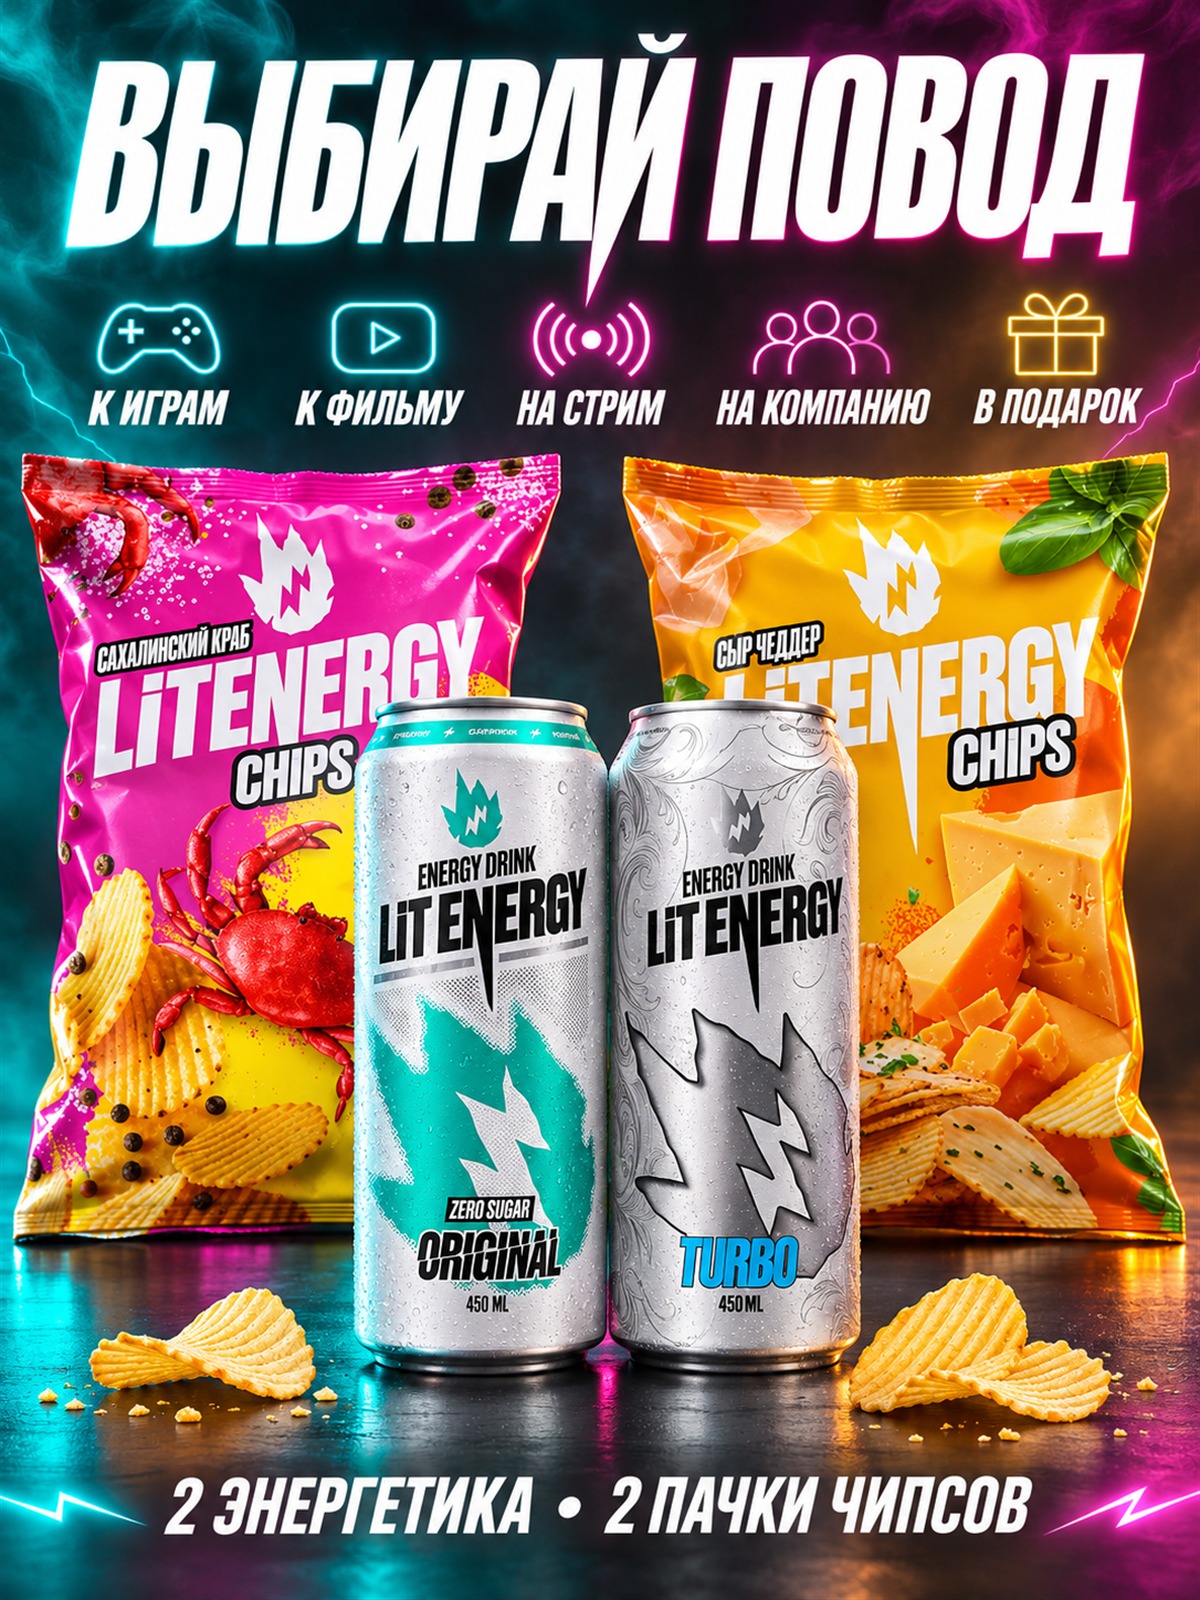 ВЫБИРАЙ ПОВОД
К ИГРАМ
К ФИЛЬМУ
НА СТРИМ
НА КОМПАНИЮ
В ПОДАРОК
САХАЛИНСКИЙ КРАБ
LiTENERGY
CHIPS
СЫР ЧЕДДЕР
LiTENERGY
CHIPS
ENERGY DRINK
LiT ENERGY
ZERO SUGAR
ORIGINAL
450 ML
ENERGY DRINK
LiT ENERGY
TURBO
450 ML
2 ЭНЕРГЕТИКА • 2 ПАЧКИ ЧИПСОВ